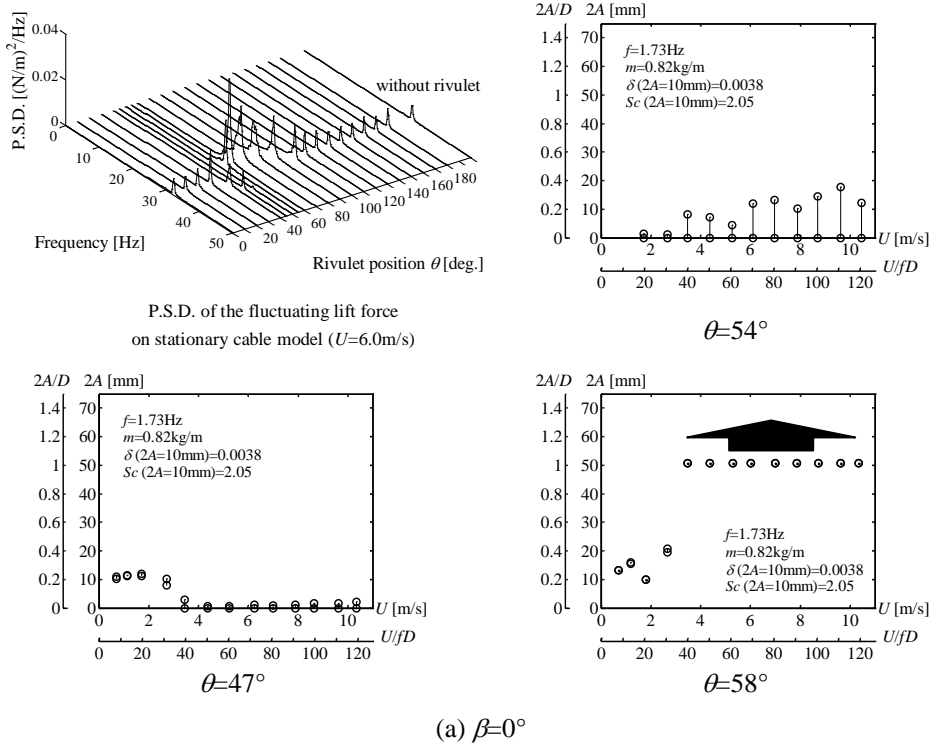 P.S.D. [(N/m)²/Hz]
0.04
0.02
0
0
10
20
30
40
50
Frequency [Hz]
0
20
40
60
80
100
120
140
160
180
Rivulet position θ [deg.]
without rivulet
P.S.D. of the fluctuating lift force
on stationary cable model (U=6.0m/s)
2A/D 2A [mm]
1.4 70
1.2 60
1 50
0.8 40
0.6 30
0.4 20
0.2 10
0 0
f=1.73Hz
m=0.82kg/m
δ (2A=10mm)=0.0038
Sc (2A=10mm)=2.05
0 2 4 6 8 10 U [m/s]
0 20 40 60 80 100 120 U/fD
θ=54°
2A/D 2A [mm]
1.4 70
1.2 60
1 50
0.8 40
0.6 30
0.4 20
0.2 10
0 0
f=1.73Hz
m=0.82kg/m
δ (2A=10mm)=0.0038
Sc (2A=10mm)=2.05
0 2 4 6 8 10 U [m/s]
0 20 40 60 80 100 120 U/fD
θ=47°
2A/D 2A [mm]
1.4 70
1.2 60
1 50
0.8 40
0.6 30
0.4 20
0.2 10
0 0
f=1.73Hz
m=0.82kg/m
δ (2A=10mm)=0.0038
Sc (2A=10mm)=2.05
0 2 4 6 8 10 U [m/s]
0 20 40 60 80 100 120 U/fD
θ=58°
(a) β=0°